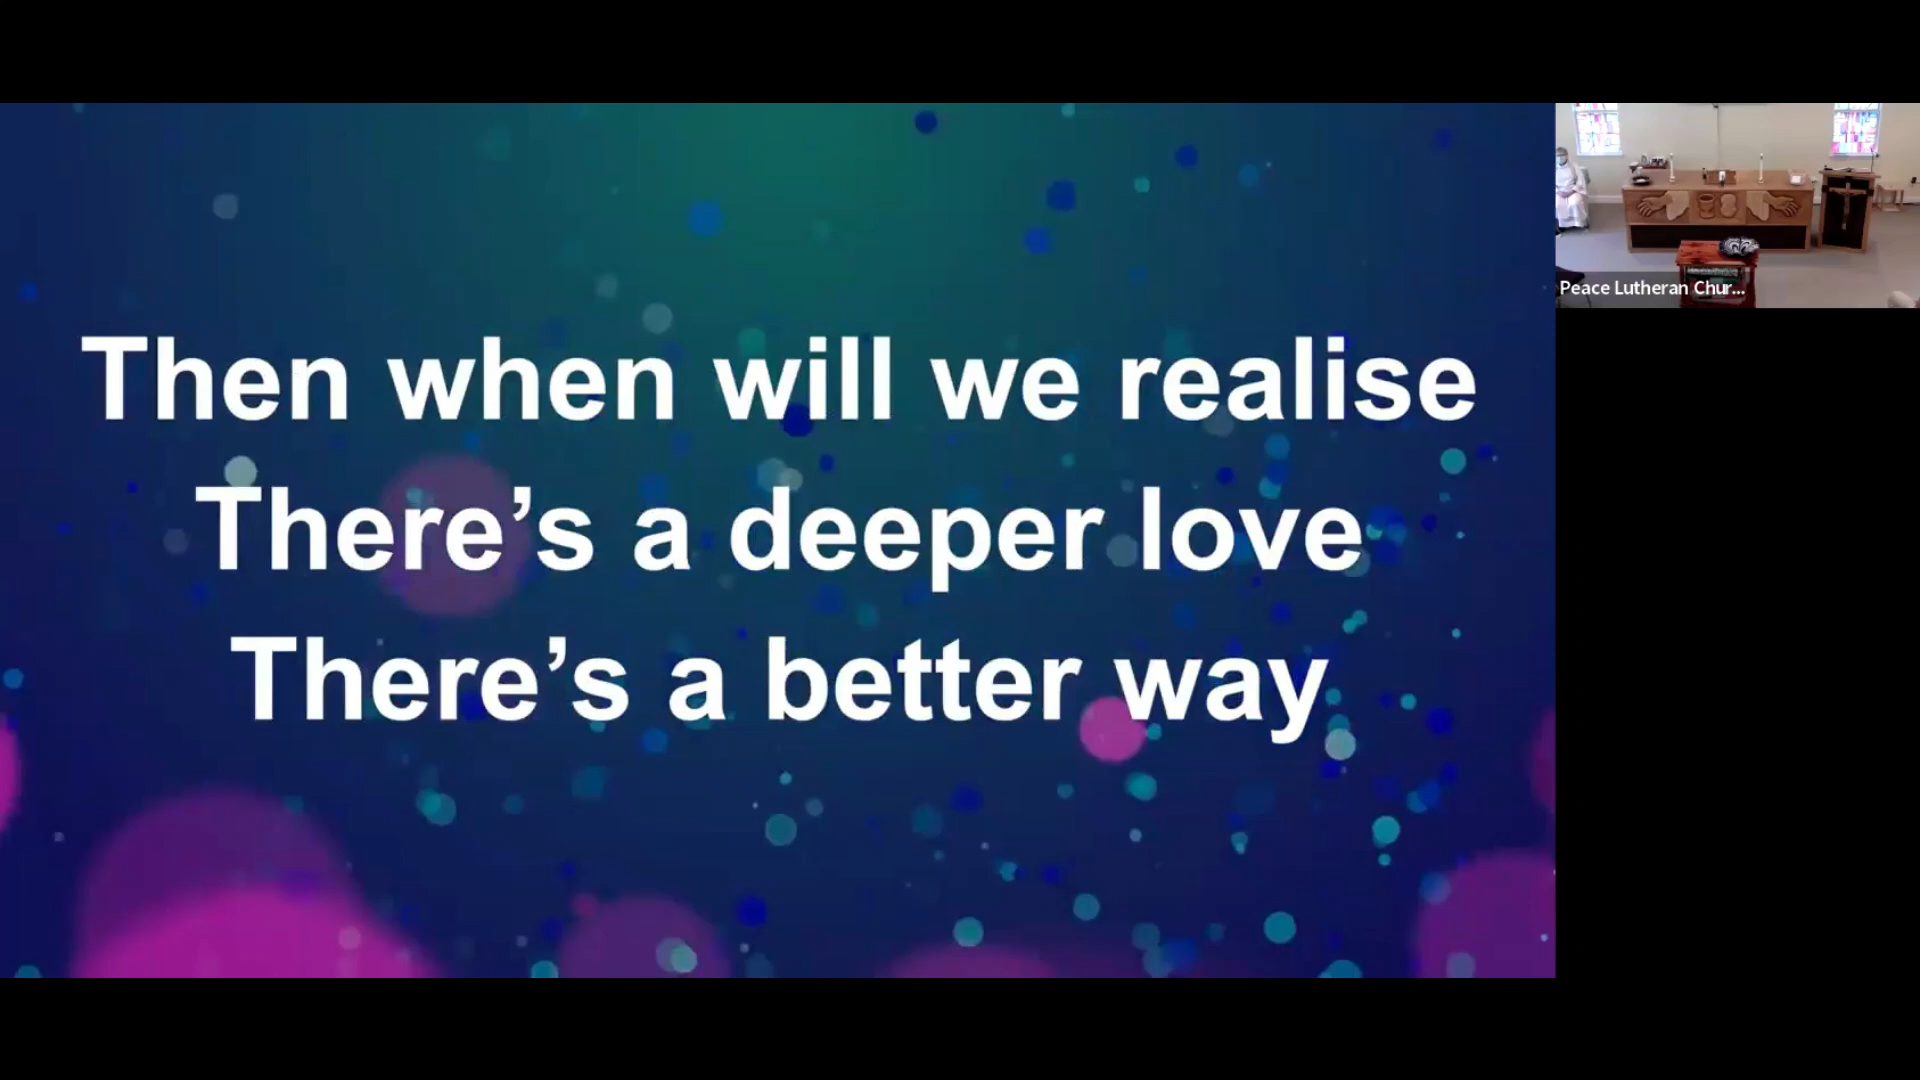 Then when will we realise
There’s a deeper love
There’s a better way
Peace Lutheran Chur...